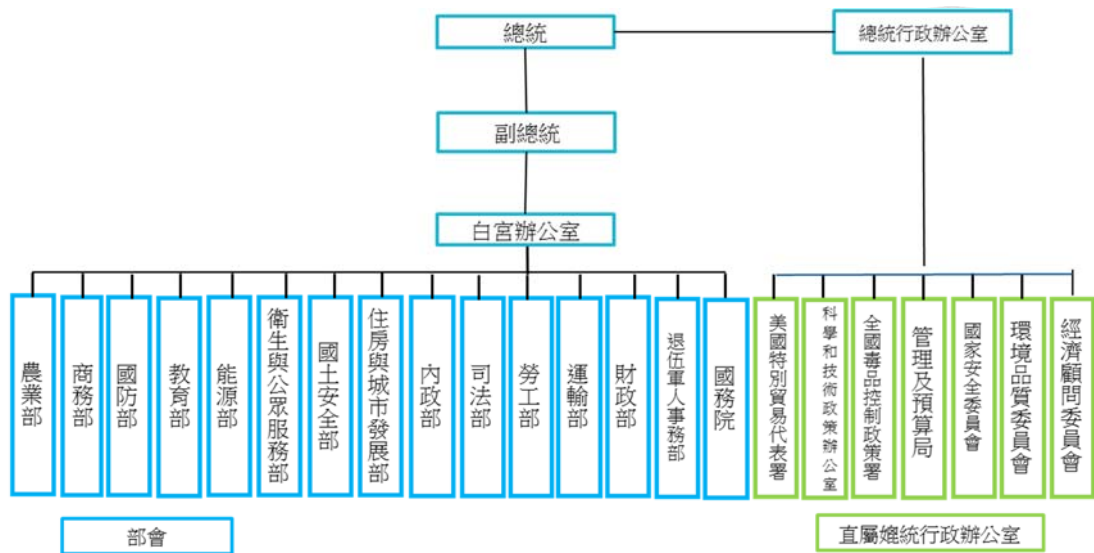 總統
總統行政辦公室
副總統
白宮辦公室
農業部
商務部
國防部
教育部
能源部
衛生與公眾服務部
國土安全部
住房與城市發展部
內政部
司法部
勞工部
運輸部
財政部
退伍軍人事務部
國務院
美國特別貿易代表署
科學和技術政策辦公室
全國毒品控制政策署
管理及預算局
國家安全委員會
環境品質委員會
經濟顧問委員會
部會
直屬媲統行政辦公室